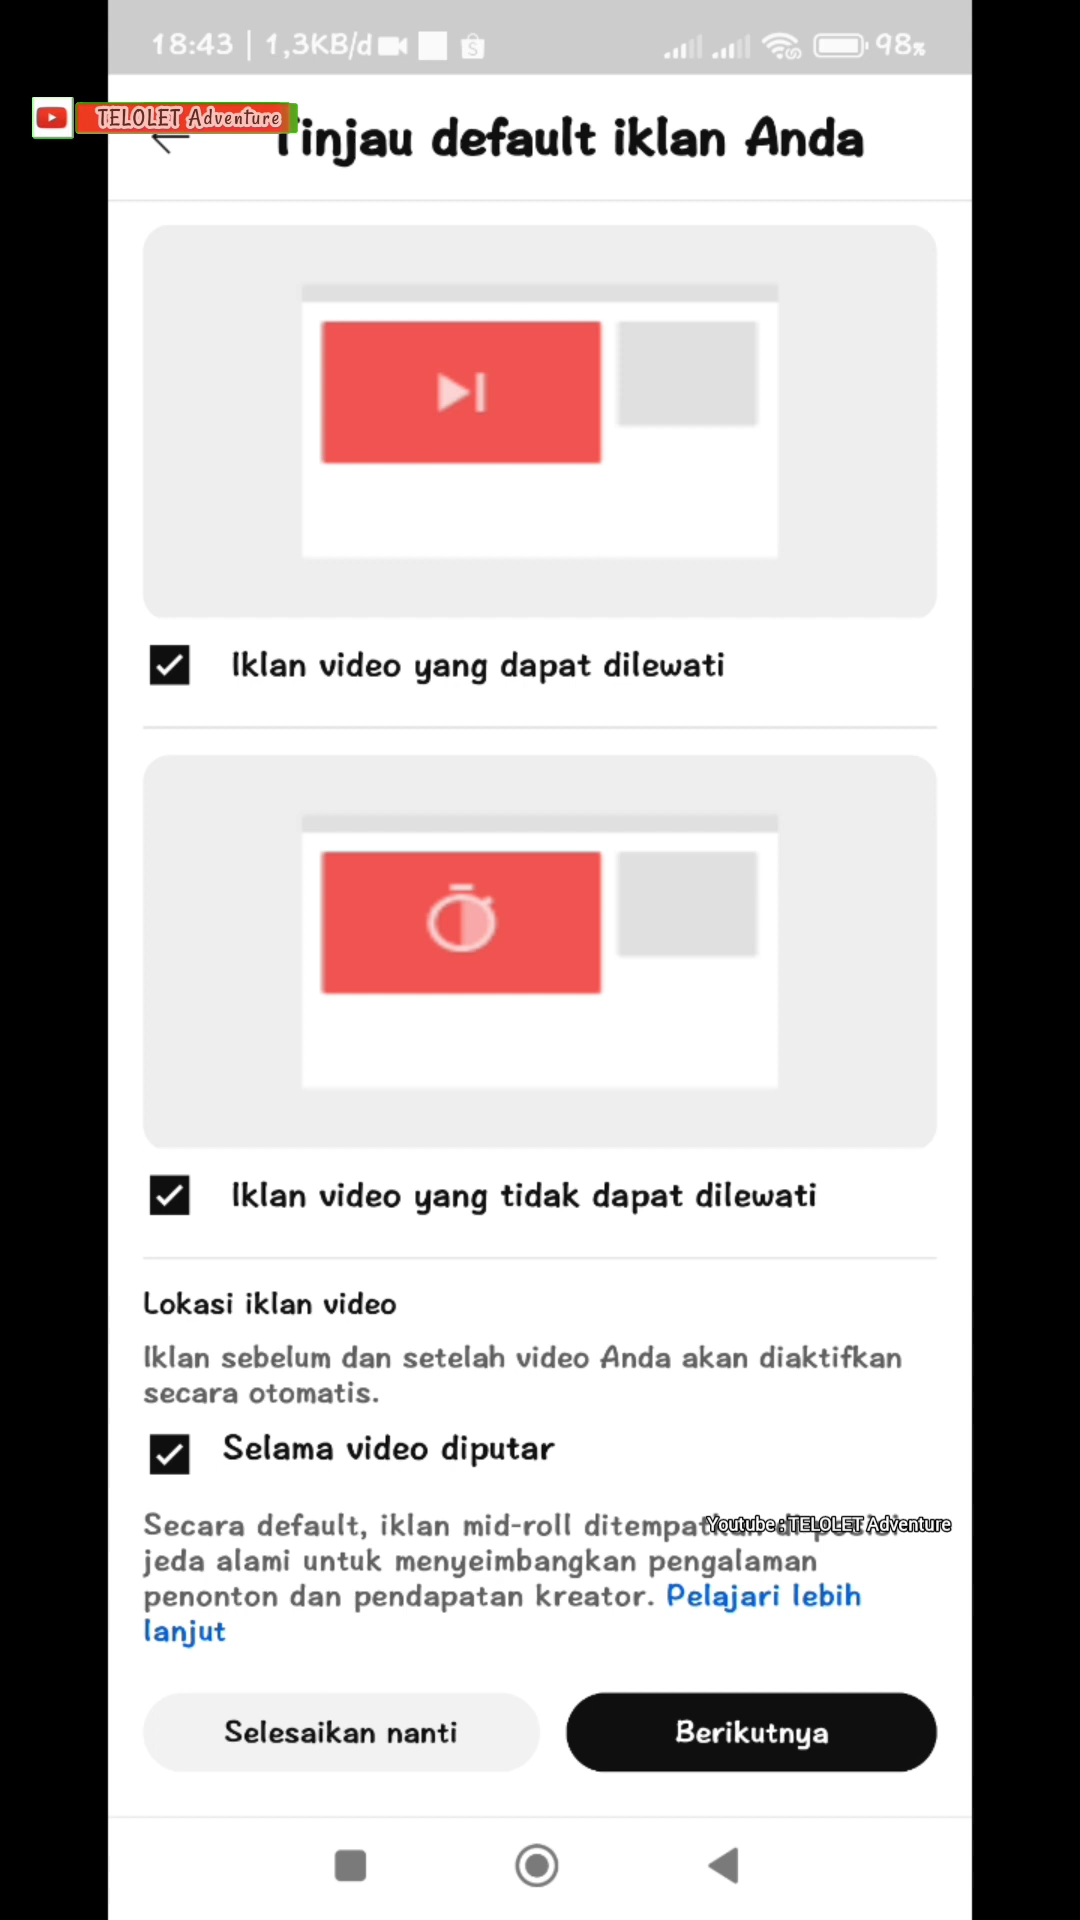 18:43 | 1,3KB/d
98%
TELOLET Adventure
Tinjau default iklan Anda
Iklan video yang dapat dilewati
Iklan video yang tidak dapat dilewati
Lokasi iklan video
Iklan sebelum dan setelah video Anda akan diaktifkan
secara otomatis.
Selama video diputar
Secara default, iklan mid-roll
Youtube : TELOLET Adventure
jeda alami untuk menyeimbangkan pengalaman
penonton dan pendapatan kreator. Pelajari lebih
lanjut
Selesaikan nanti
Berikutnya